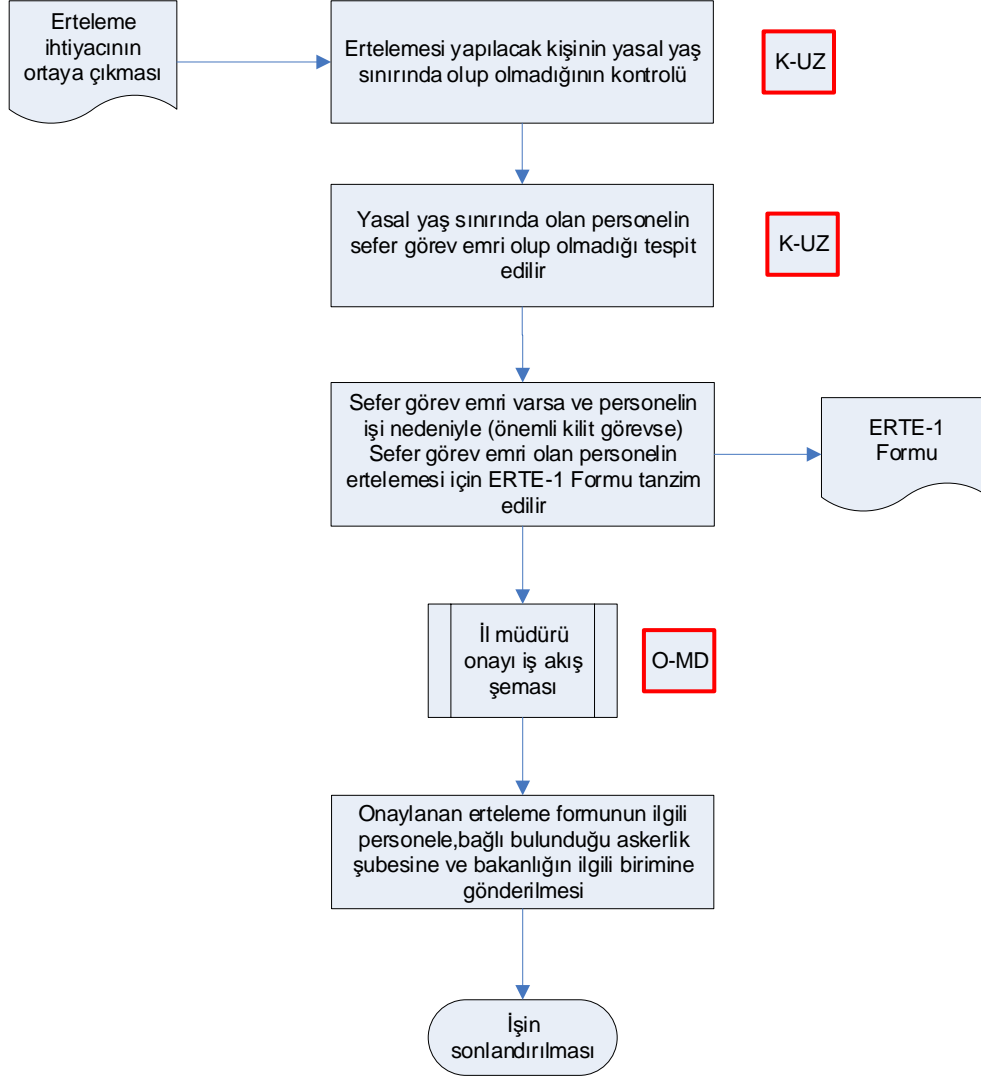 Erteleme
ihtiyacının
ortaya çıkması
Ertelemesi yapılacak kişinin yasal yaş
sınırında olup olmadığının kontrolü
K-UZ
Yasal yaş sınırında olan personelin
sefer görev emri olup olmadığı tespit
edilir
K-UZ
Sefer görev emri varsa ve personelin
işi nedeniyle (önemli kilit görevse)
Sefer görev emri olan personelin
ertelemesi için ERTE-1 Formu tanzim
edilir
ERTE-1
Formu
İl müdürü
onayı iş akış
şeması
O-MD
Onaylanan erteleme formunun ilgili
personele,bağlı bulunduğu askerlik
şubesine ve bakanlığın ilgili birimine
gönderilmesi
İşin
sonlandırılması